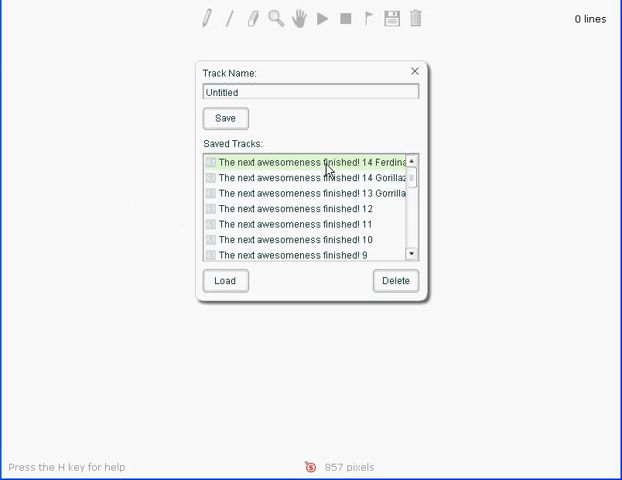 0 lines
Track Name:
Untitled
Save
Saved Tracks:
The next awesomeness finished! 14 Ferdina
The next awesomeness finished! 14 Gorillaz
The next awesomeness finished! 13 Gorrilla
The next awesomeness finished! 12
The next awesomeness finished! 11
The next awesomeness finished! 10
The next awesomeness finished! 9
Load
Delete
Press the H key for help
857 pixels